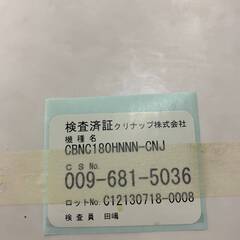 検査済証 クリナップ株式会社
機種名
CBNC180HNNN-CNJ
CS No.
009-681-5036
ロットNo. C12130718-0008
検査員 田嶋